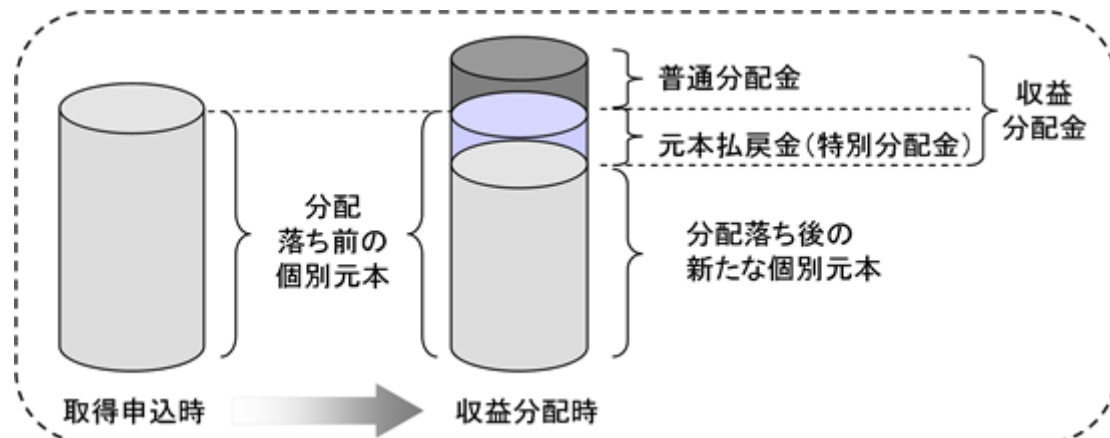 普通分配金
収益
分配金
元本払戻金(特別分配金)
分配
落ち前の
個別元本
分配落ち後の
新たな個別元本
取得申込時
収益分配時